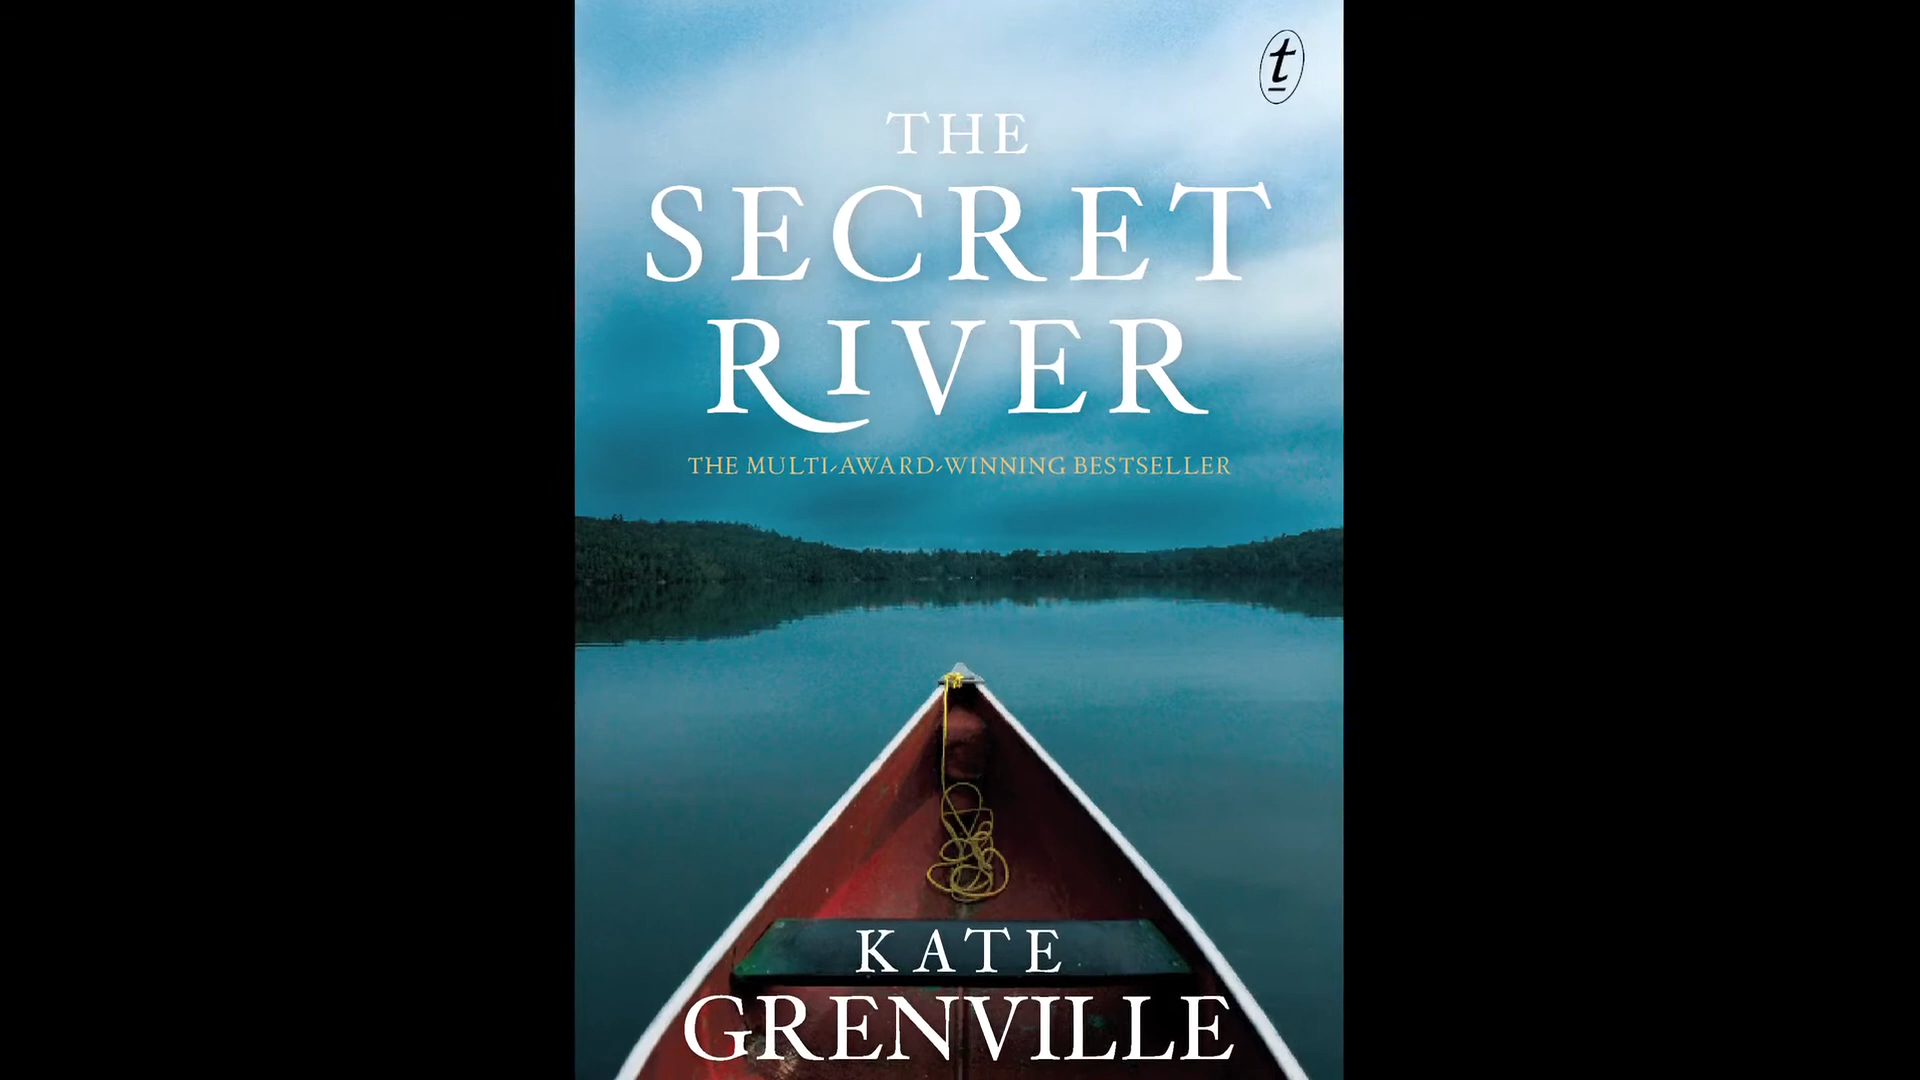 t
THE
SECRET
RIVER
THE MULTI-AWARD-WINNING BESTSELLER
KATE
GRENVILLE